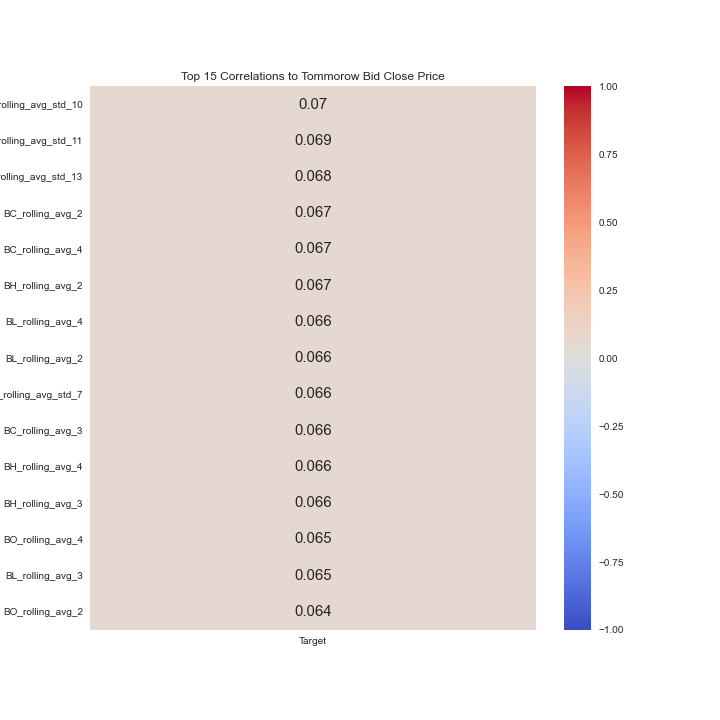 Top 15 Correlations to Tommorow Bid Close Price
rolling_avg_std_10 0.07
rolling_avg_std_11 0.069
rolling_avg_std_13 0.068
BC_rolling_avg_2 0.067
BC_rolling_avg_4 0.067
BH_rolling_avg_2 0.067
BL_rolling_avg_4 0.066
BL_rolling_avg_2 0.066
_rolling_avg_std_7 0.066
BC_rolling_avg_3 0.066
BH_rolling_avg_4 0.066
BH_rolling_avg_3 0.066
BO_rolling_avg_4 0.065
BL_rolling_avg_3 0.065
BO_rolling_avg_2 0.064
Target
1.00
0.75
0.50
0.25
0.00
−0.25
−0.50
−0.75
−1.00